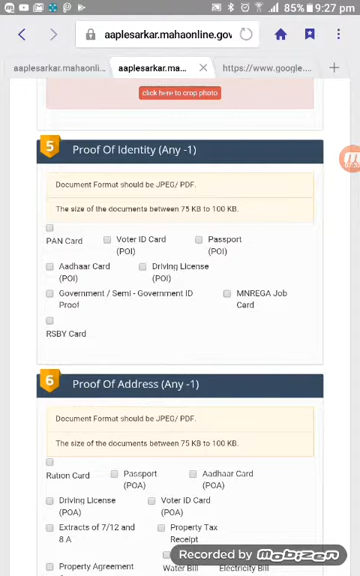 85% 9:27 pm
aaplesarkar.mahaonline.gov
aaplesarkar.mahaonli...
aaplesarkar.ma...
https://www.google....
click here to crop photo
5 Proof Of Identity (Any -1)
Document Format should be JPEG/ PDF.
The size of the documents between 75 KB to 100 KB.
PAN Card
Voter ID Card (POI)
Passport (POI)
Aadhaar Card (POI)
Driving License (POI)
Government / Semi - Government ID Proof
MNREGA Job Card
RSBY Card
6 Proof Of Address (Any -1)
Document Format should be JPEG/ PDF.
The size of the documents between 75 KB to 100 KB.
Ration Card
Passport (POA)
Aadhaar Card (POA)
Driving License (POA)
Voter ID Card (POA)
Extracts of 7/12 and 8 A
Property Tax Receipt
Property Agreement
Water Bill
Electricity Bill
Recorded by Mobizen